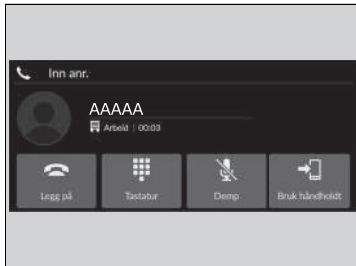 Inn anr.
AAAAA
Arbeid | 00:03
Legg på
Tastatur
Demp
Bruk håndholdt